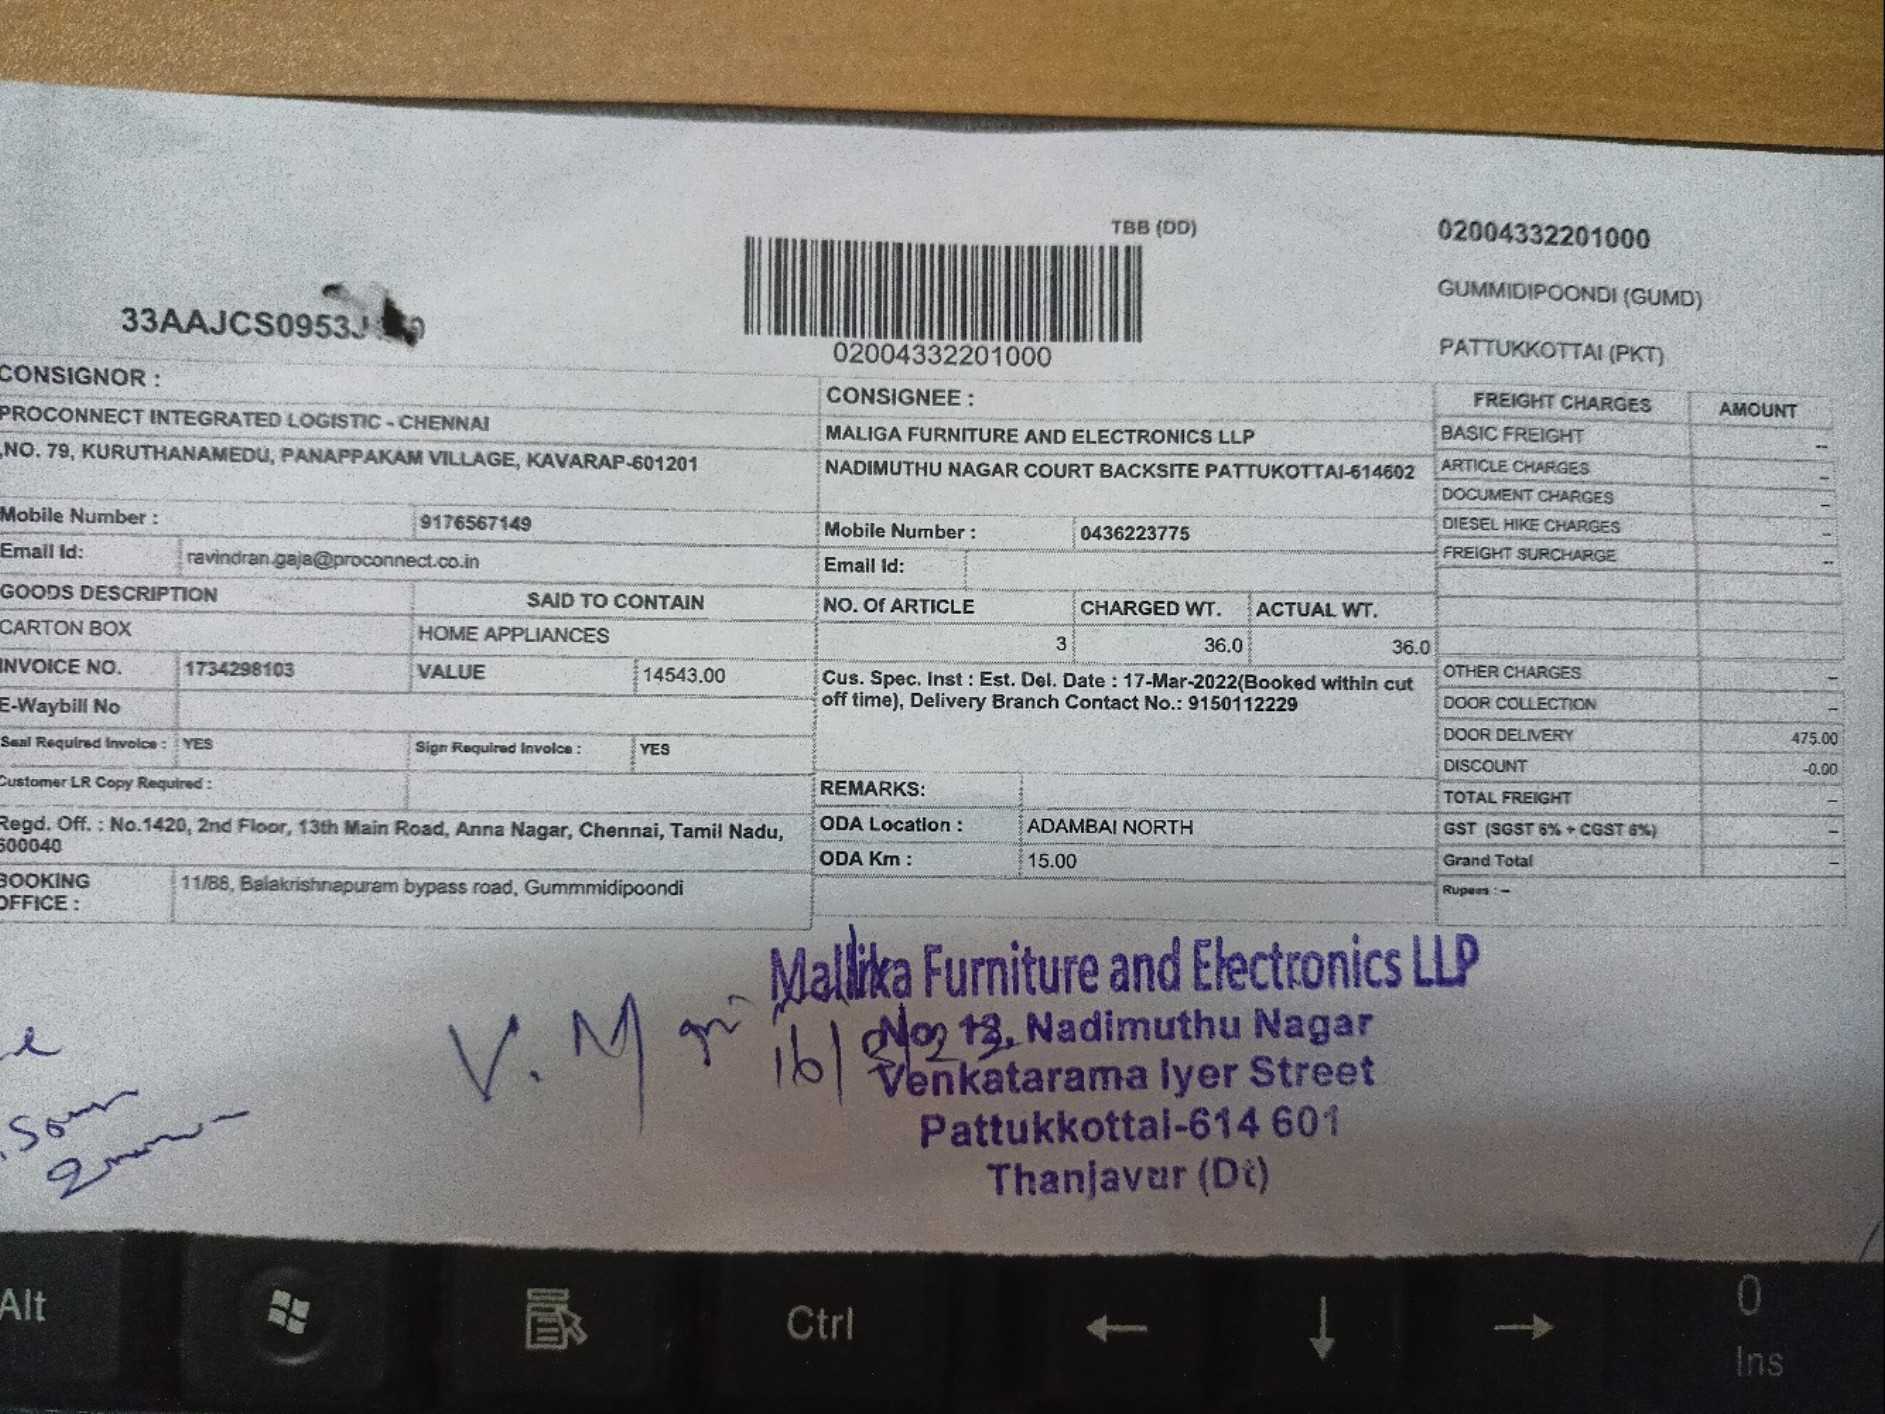 TBB (DD)
02004332201000
GUMMIDIPOONDI (GUMD)
PATTUKKOTTAI (PKT)
33AAJCS0953J
02004332201000
CONSIGNOR :
PROCONNECT INTEGRATED LOGISTIC - CHENNAI
,NO. 79, KURUTHANAMEDU, PANAPPAKAM VILLAGE, KAVARAP-601201
Mobile Number : 9176567149
Email Id: ravindran.gaja@proconnect.co.in
GOODS DESCRIPTION SAID TO CONTAIN
CARTON BOX HOME APPLIANCES
INVOICE NO. 1734298103 VALUE 14543.00
E-Waybill No
Seal Required Invoice : YES Sign Required Invoice : YES
Customer LR Copy Required :
Regd. Off. : No.1420, 2nd Floor, 13th Main Road, Anna Nagar, Chennai, Tamil Nadu,
600040
BOOKING OFFICE : 11/88, Balakrishnapuram bypass road, Gummmidipoondi
CONSIGNEE :
MALIGA FURNITURE AND ELECTRONICS LLP
NADIMUTHU NAGAR COURT BACKSITE PATTUKOTTAI-614602
Mobile Number : 0436223775
Email Id:
NO. Of ARTICLE CHARGED WT. ACTUAL WT.
3 36.0 36.0
Cus. Spec. Inst : Est. Del. Date : 17-Mar-2022(Booked within cut
off time), Delivery Branch Contact No.: 9150112229
REMARKS:
ODA Location : ADAMBAI NORTH
ODA Km : 15.00
FREIGHT CHARGES AMOUNT
BASIC FREIGHT --
ARTICLE CHARGES --
DOCUMENT CHARGES --
DIESEL HIKE CHARGES --
FREIGHT SURCHARGE --
OTHER CHARGES --
DOOR COLLECTION --
DOOR DELIVERY 475.00
DISCOUNT -0.00
TOTAL FREIGHT --
GST (SGST 6% + CGST 6%) --
Grand Total --
Rupees : --
Mallika Furniture and Electronics LLP
Nadimuthu Nagar
Venkatarama Iyer Street
Pattukkottai-614 601
Thanjavur (Dt)
V. M
Alt
Ctrl
← ↓ →
0
Ins